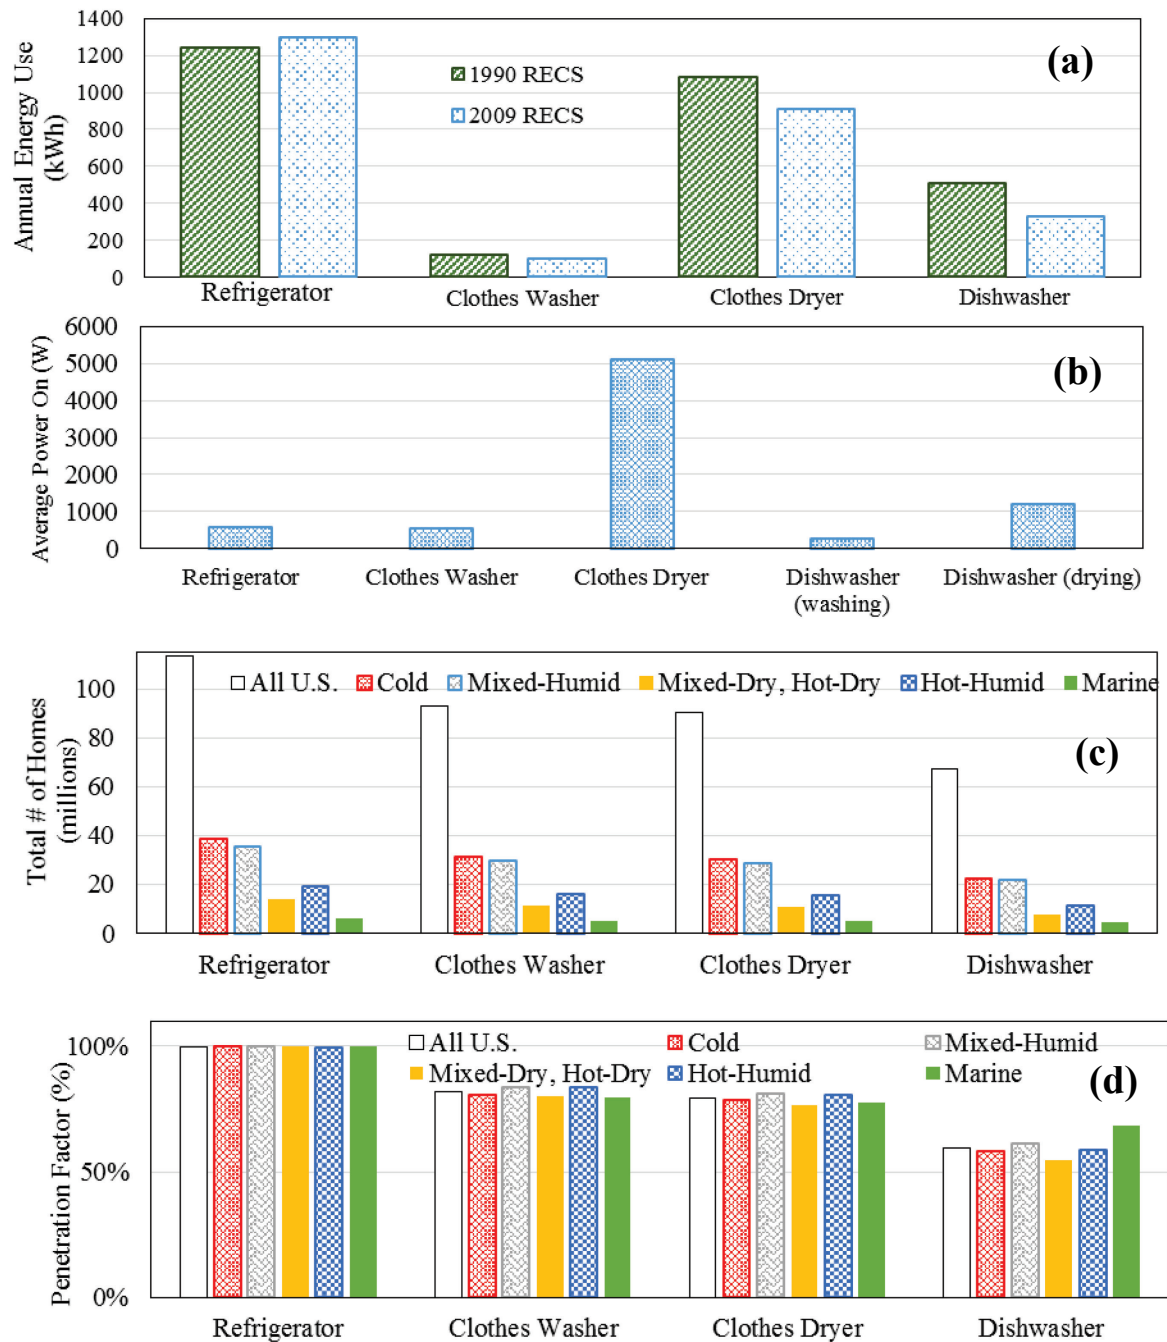 1400
1200
1000
800
600
400
200
0
Annual Energy Use
(kWh)
1990 RECS
2009 RECS
(a)
Refrigerator Clothes Washer Clothes Dryer Dishwasher
6000
5000
4000
3000
2000
1000
0
Average Power On (W)
(b)
Refrigerator Clothes Washer Clothes Dryer Dishwasher Dishwasher (drying)
(washing)
All U.S. Cold Mixed-Humid Mixed-Dry, Hot-Dry Hot-Humid Marine
100
80
60
40
20
0
Total # of Homes
(millions)
(c)
Refrigerator Clothes Washer Clothes Dryer Dishwasher
All U.S. Cold Mixed-Humid
Mixed-Dry, Hot-Dry Hot-Humid Marine
100%
50%
0%
Penetration Factor (%)
(d)
Refrigerator Clothes Washer Clothes Dryer Dishwasher